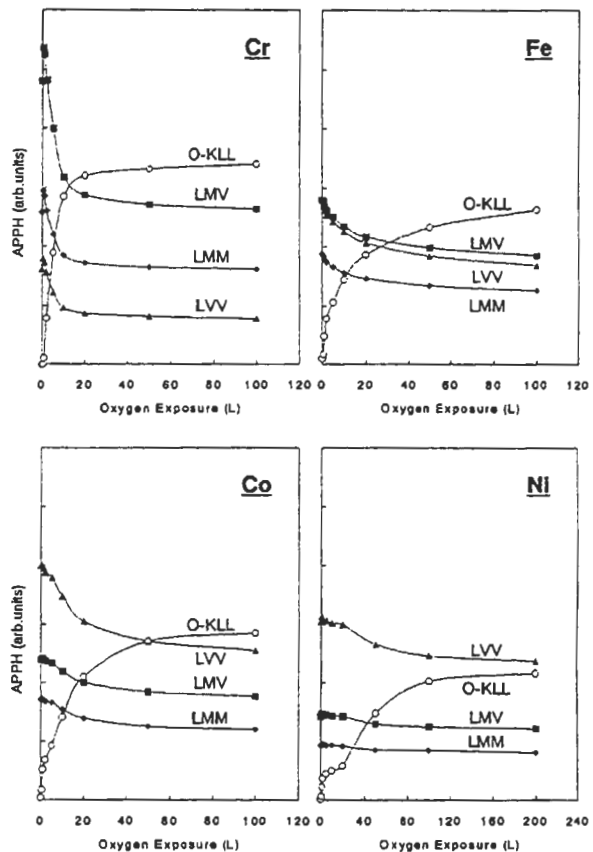 Cr
Fe
APPH (arb.units)
O-KLL
LMV
LMM
LVV
O-KLL
LMV
LVV
LMM
0 20 40 60 80 100 120
0 20 40 60 80 100 120
Oxygen Exposure (L)
Oxygen Exposure (L)
Co
Ni
APPH (arb.units)
O-KLL
LVV
LMV
LMM
LVV
O-KLL
LMV
LMM
0 20 40 60 80 100 120
0 40 80 120 160 200 240
Oxygen Exposure (L)
Oxygen Exposure (L)